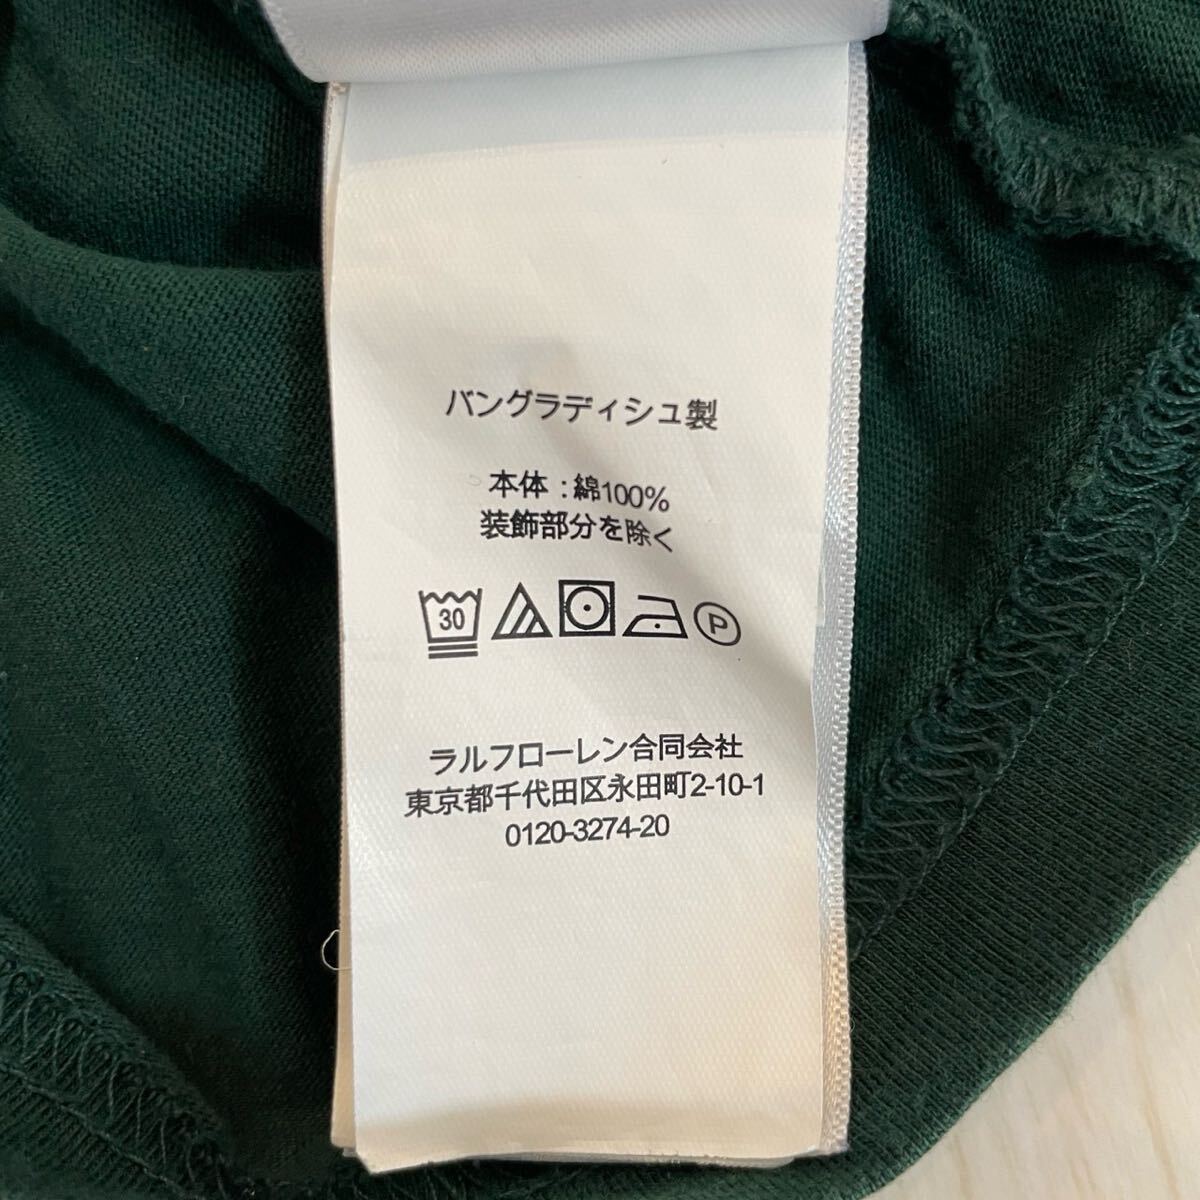 バングラディシュ製
本体 : 綿100%
装飾部分を除く
30 P
ラルフローレン合同会社
東京都千代田区永田町2-10-1
0120-3274-20